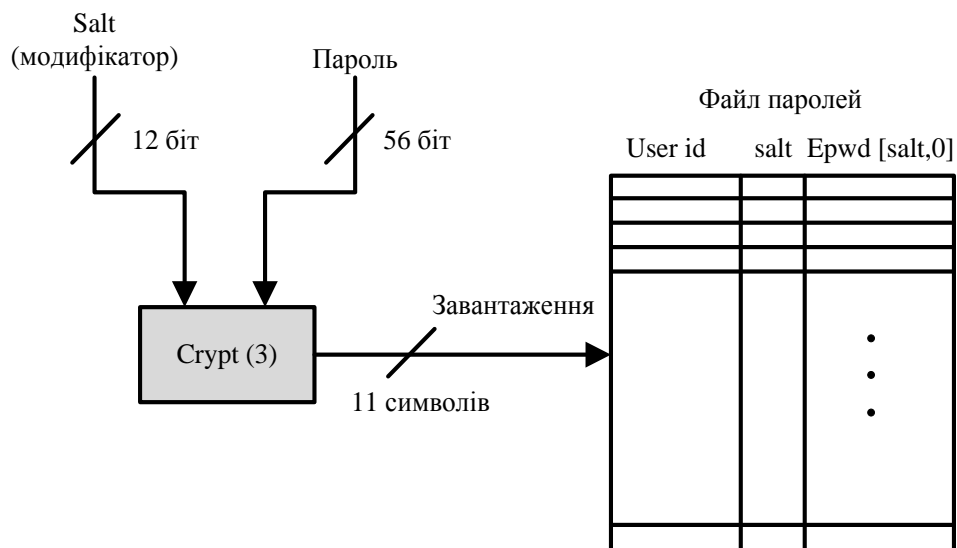 Salt
(модифікатор)
Пароль
12 біт
56 біт
Файл паролей
User id salt Epwd [salt,0]
Завантаження
Crypt (3)
11 символів